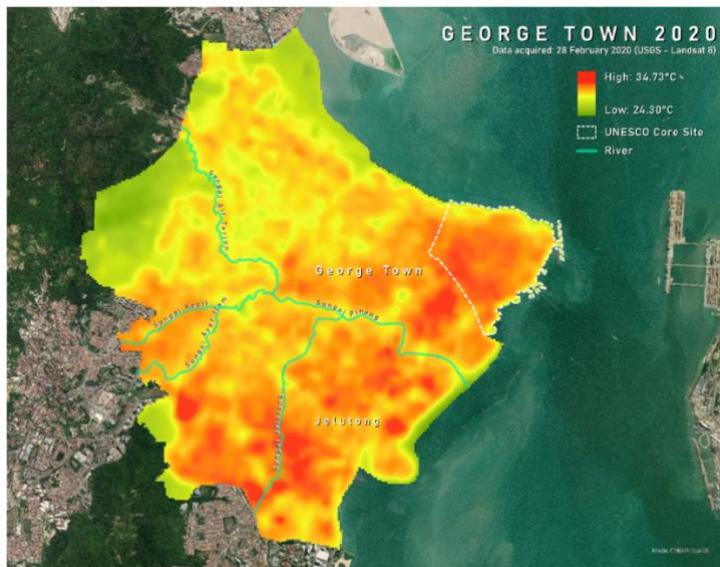 GEORGE TOWN 2020
Data acquired: 28 February 2020 (USGS - Landsat 8)
High: 34.73°C
Low: 24.30°C
UNESCO Core Site
River
George Town
Sungai Pinang
Jelutong